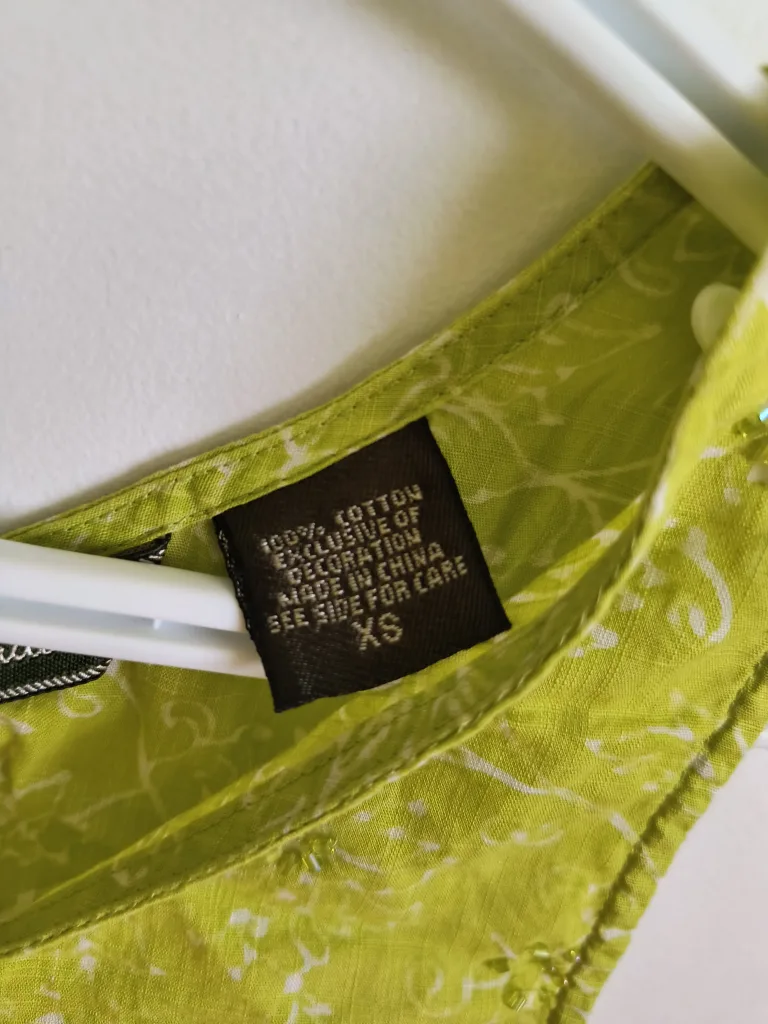 100% COTTON
EXCLUSIVE OF
DECORATION
MADE IN CHINA
SEE SIDE FOR CARE
XS